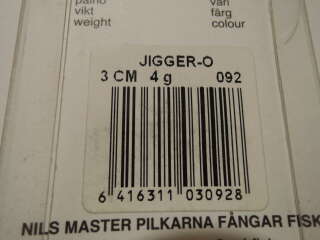 paino
vikt
weight
väri
färg
colour
JIGGER-O
3 CM 4 g 092
6 416311 030928
NILS MASTER PILKARNA FÅNGAR FISK